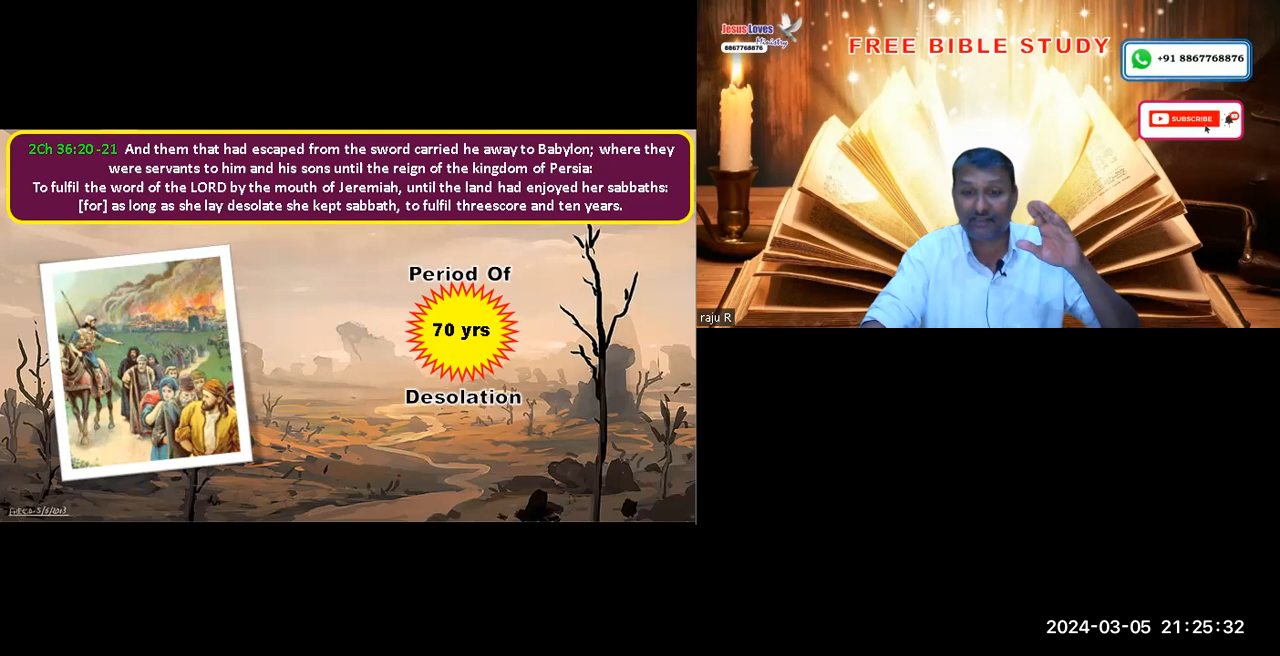 2Ch 36:20-21 And them that had escaped from the sword carried he away to Babylon; where they
were servants to him and his sons until the reign of the kingdom of Persia:
To fulfil the word of the LORD by the mouth of Jeremiah, until the land had enjoyed her sabbaths:
[for] as long as she lay desolate she kept sabbath, to fulfil threescore and ten years.
Period Of
70 yrs
Desolation
Jesus Loves
Ministry
8867768876
FREE BIBLE STUDY
+91 8867768876
SUBSCRIBE
raju R
2024-03-05 21:25:32